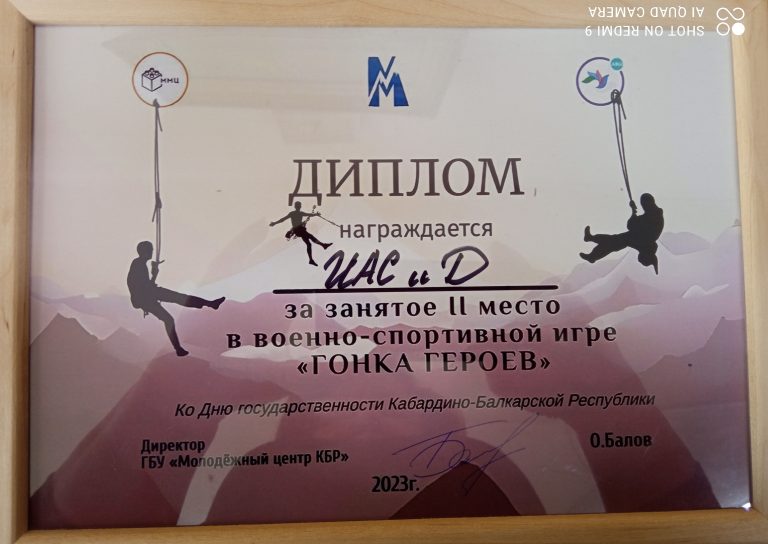 ММЦ
ДИПЛОМ
награждается
ИАС и Д
за занятое II место
в военно-спортивной игре
«ГОНКА ГЕРОЕВ»
Ко Дню государственности Кабардино-Балкарской Республики
Директор
ГБУ «Молодёжный центр КБР»
О.Балов
2023г.
SHOT ON REDMI 9
AI QUAD CAMERA